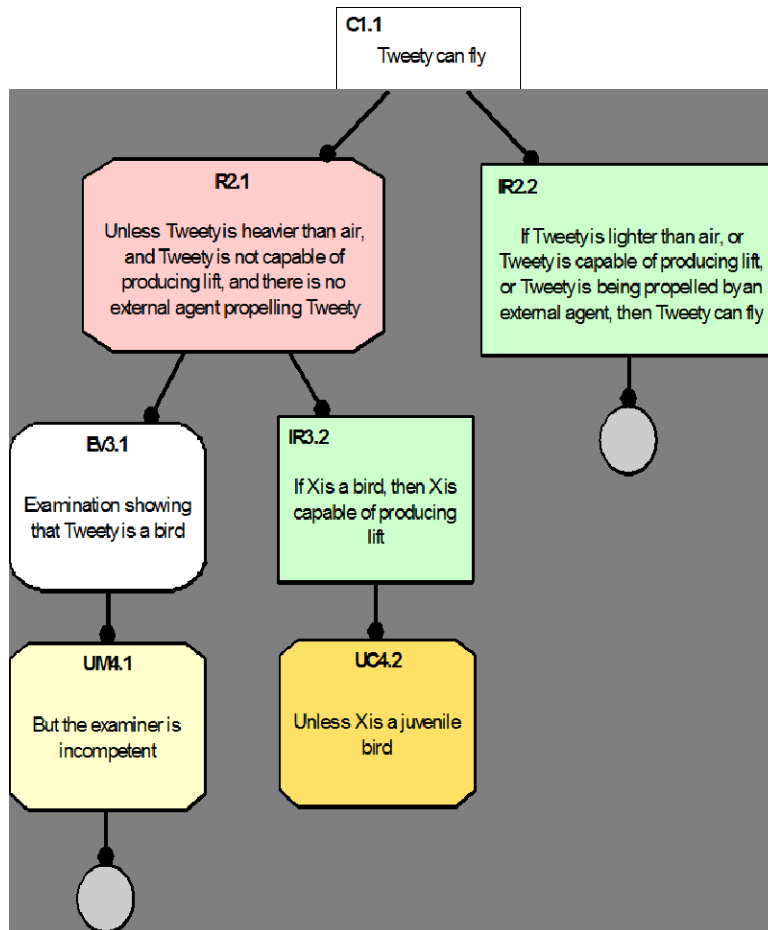 C1.1
Tweety can fly
R2.1
Unless Tweety is heavier than air,
and Tweety is not capable of
producing lift, and there is no
external agent propelling Tweety
IR2.2
If Tweety is lighter than air, or
Tweety is capable of producing lift,
or Tweety is being propelled by an
external agent, then Tweety can fly
Ev3.1
Examination showing
that Tweety is a bird
IR3.2
If X is a bird, then X is
capable of producing
lift
UM4.1
But the examiner is
incompetent
UC4.2
Unless X is a juvenile
bird